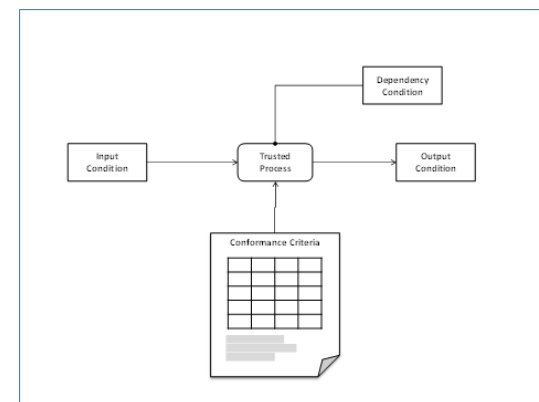 Dependency
Condition
Input
Condition
Trusted
Process
Output
Condition
Conformance Criteria